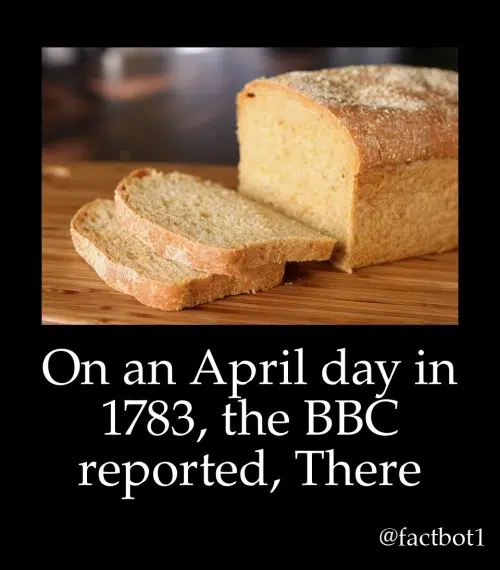 On an April day in
1783, the BBC
reported, There
@factbot1